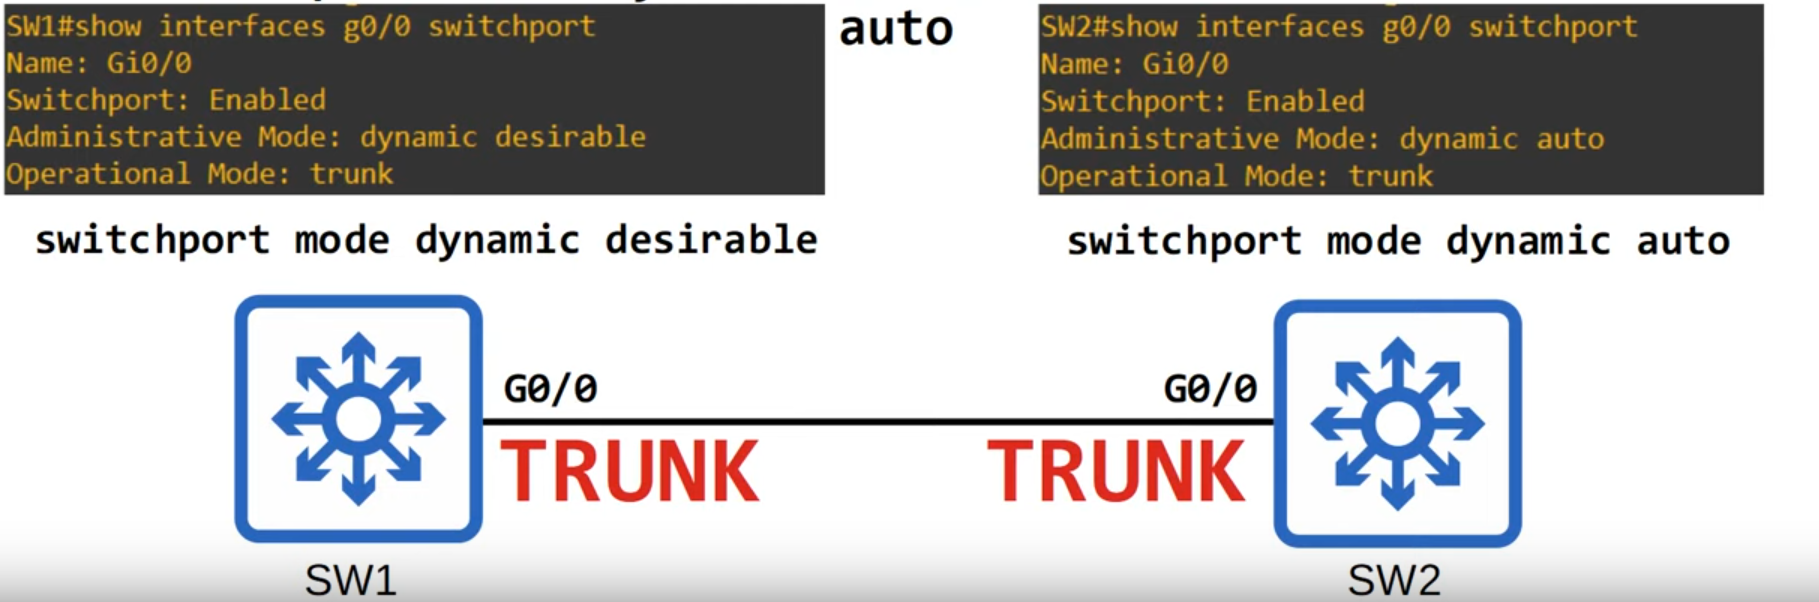 SW1#show interfaces g0/0 switchport
Name: Gi0/0
Switchport: Enabled
Administrative Mode: dynamic desirable
Operational Mode: trunk
auto
SW2#show interfaces g0/0 switchport
Name: Gi0/0
Switchport: Enabled
Administrative Mode: dynamic auto
Operational Mode: trunk
switchport mode dynamic desirable
switchport mode dynamic auto
G0/0
G0/0
TRUNK
TRUNK
SW1
SW2